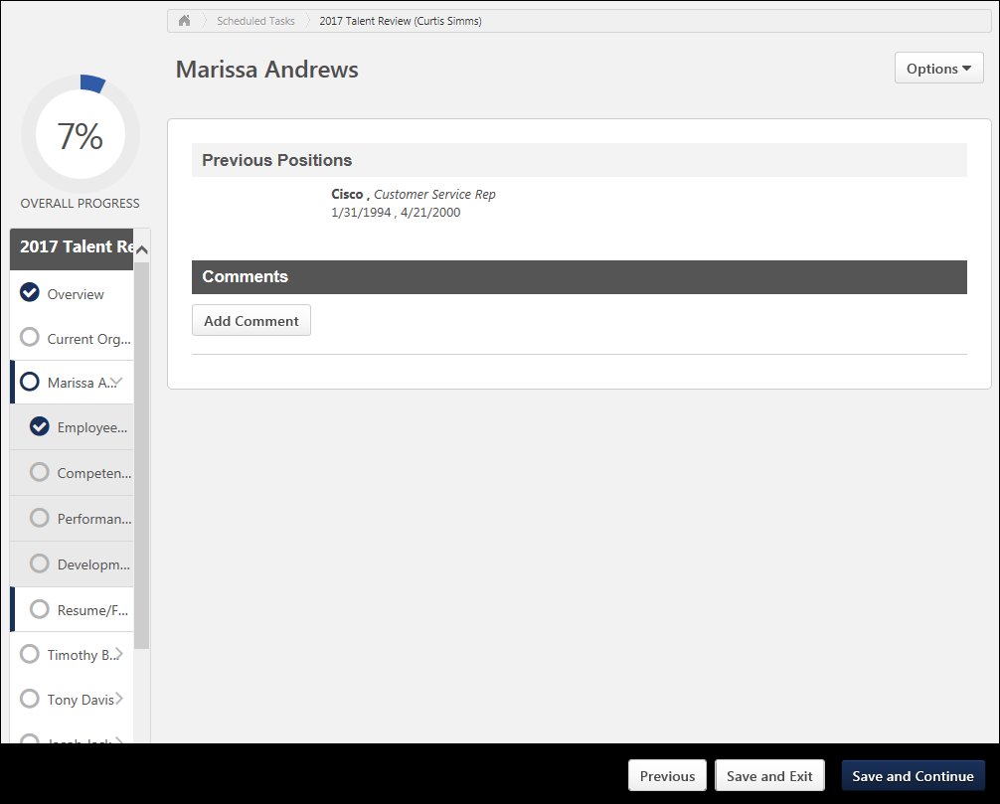 Scheduled Tasks 2017 Talent Review (Curtis Simms)
Marissa Andrews
Options
7%
OVERALL PROGRESS
2017 Talent Re
Overview
Current Org...
Marissa A...
Employee...
Competen...
Performan...
Developm...
Resume/F...
Timothy B...
Tony Davis
Previous Positions
Cisco , Customer Service Rep
1/31/1994 , 4/21/2000
Comments
Add Comment
Previous Save and Exit Save and Continue